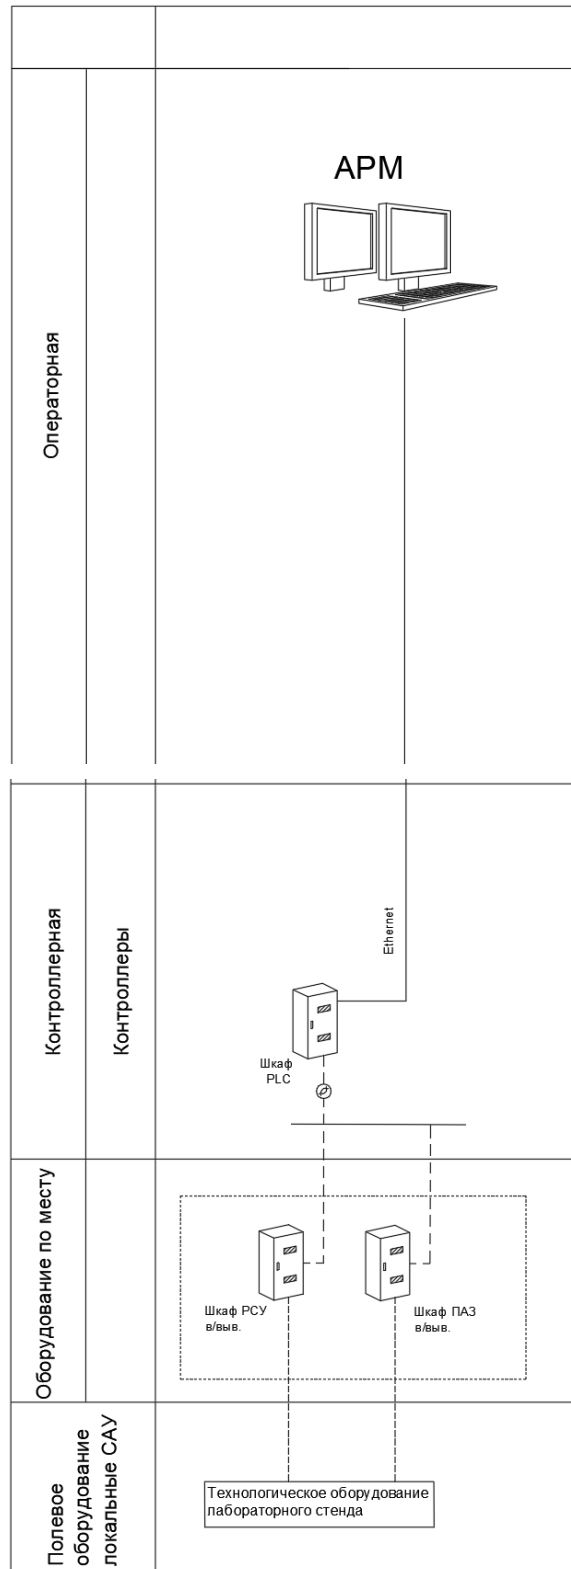 АРМ
Операторная
Ethernet
Контроллерная
Контроллеры
Шкаф
PLC
Оборудование по месту
Шкаф РСУ
в/выв.
Шкаф ПАЗ
в/выв.
Полевое
оборудование
локальные САУ
Технологическое оборудование
лабораторного стенда